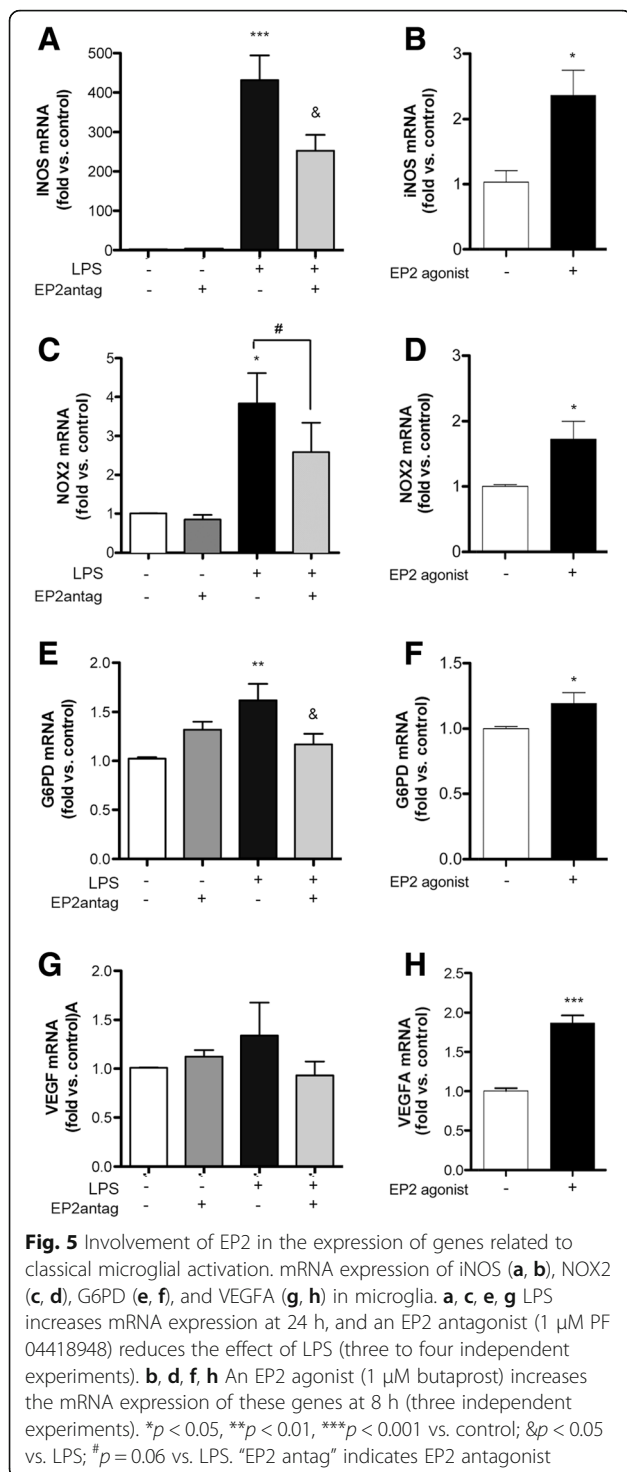 A
INOS mRNA
(fold vs. control)
500
400
300
200
100
0
***
&
LPS - - + +
EP2antag - + - +
B
iNOS mRNA
(fold vs. control)
3
2
1
0
*
EP2 agonist - +
C
NOX2 mRNA
(fold vs. control)
5
4
3
2
1
0
*
#
LPS - - + +
EP2antag - + - +
D
NOX2 mRNA
(fold vs. control)
3
2
1
0
*
EP2 agonist - +
E
G6PD mRNA
(fold vs. control)
2.0
1.5
1.0
0.5
0.0
**
&
LPS - - + +
EP2antag - + - +
F
G6PD mRNA
(fold vs. control)
1.5
1.0
0.5
0.0
*
EP2 agonist - +
G
VEGF mRNA
(fold vs. control)A
2.0
1.5
1.0
0.5
0.0
LPS - - + +
EP2antag - + - +
H
VEGFA mRNA
(fold vs. control)
2.5
2.0
1.5
1.0
0.5
0.0
***
EP2 agonist - +
Fig. 5 Involvement of EP2 in the expression of genes related to
classical microglial activation. mRNA expression of iNOS (a, b), NOX2
(c, d), G6PD (e, f), and VEGFA (g, h) in microglia. a, c, e, g LPS
increases mRNA expression at 24 h, and an EP2 antagonist (1 μM PF
04418948) reduces the effect of LPS (three to four independent
experiments). b, d, f, h An EP2 agonist (1 μM butaprost) increases
the mRNA expression of these genes at 8 h (three independent
experiments). *p < 0.05, **p < 0.01, ***p < 0.001 vs. control; &p < 0.05
vs. LPS; #p = 0.06 vs. LPS. “EP2 antag” indicates EP2 antagonist